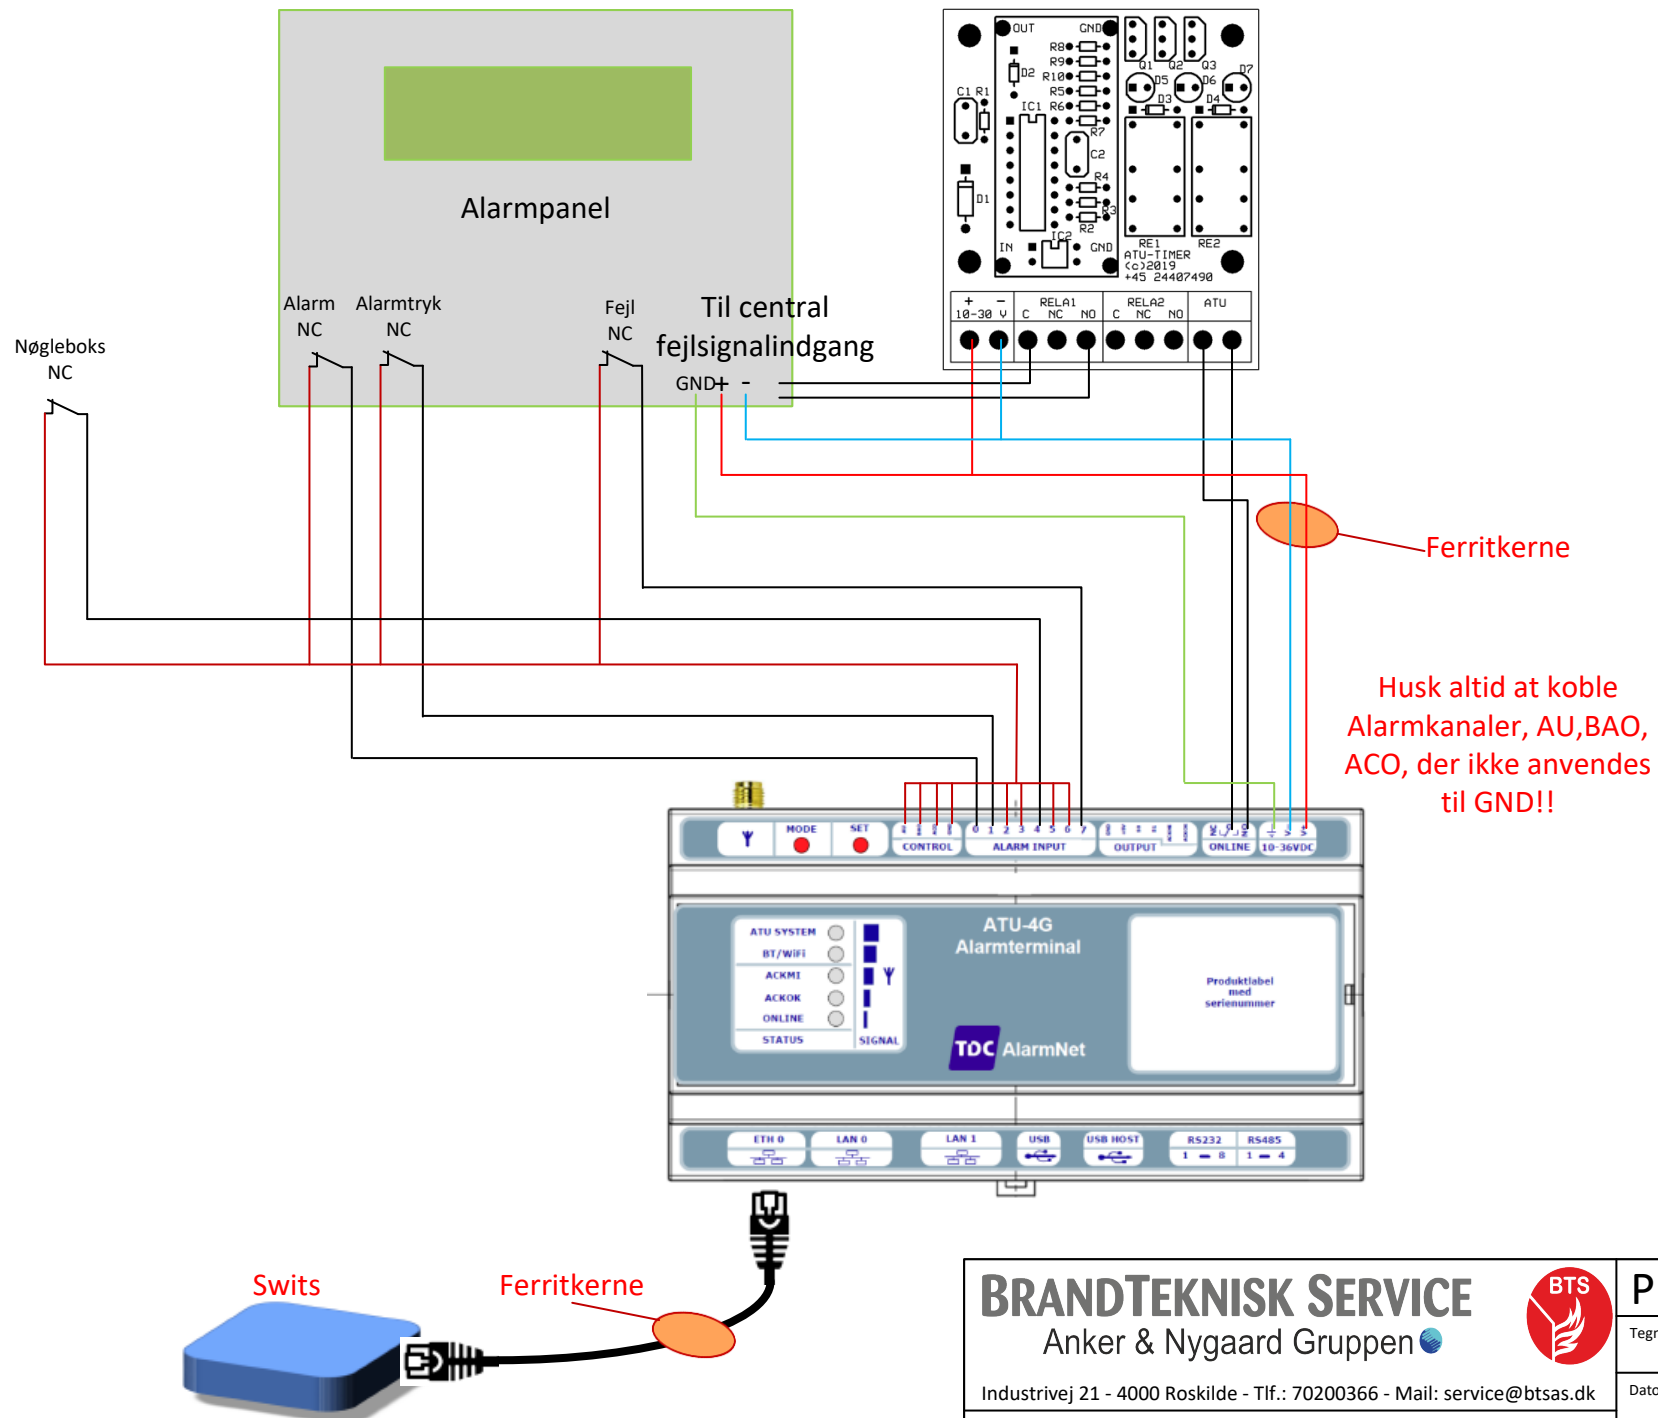 Alarmpanel
Alarm
NC
Alarmtryk
NC
Fejl
NC
Til central
fejlsignalindgang
GND + -
Nøgleboks
NC
OUT GND
R8
R9
D2
R10
R5
IC1 R6
R7
C1 R1
C2
R4
R3
R2
D1
IC2
IN GND
Q1 Q2 Q3
D5 D6 D7
D3 D4
RE1 RE2
ATU-TIMER
(c)2019
+45 24407490
+ - RELA1 RELA2 ATU
10-30 V C NC NO C NC NO
Ferritkerne
Husk altid at koble
Alarmkanaler, AU,BAO,
ACO, der ikke anvendes
til GND!!
MODE SET
0 1 2 3 4 5 6 7
NC
CONTROL ALARM INPUT OUTPUT ONLINE 10-36VDC
ATU SYSTEM
BT/WiFi
ACKMI
ACKOK
ONLINE
STATUS SIGNAL
ATU-4G
Alarmterminal
TDC AlarmNet
Produktlabel
med
serienummer
ETH 0 LAN 0 LAN 1 USB USB HOST RS232 RS485
1 – 8 1 – 4
Swits
Ferritkerne
BRANDTEKNISK SERVICE
Anker & Nygaard Gruppen
BTS
Industrivej 21 - 4000 Roskilde - Tlf.: 70200366 - Mail: service@btsas.dk
P
Tegn
Dato